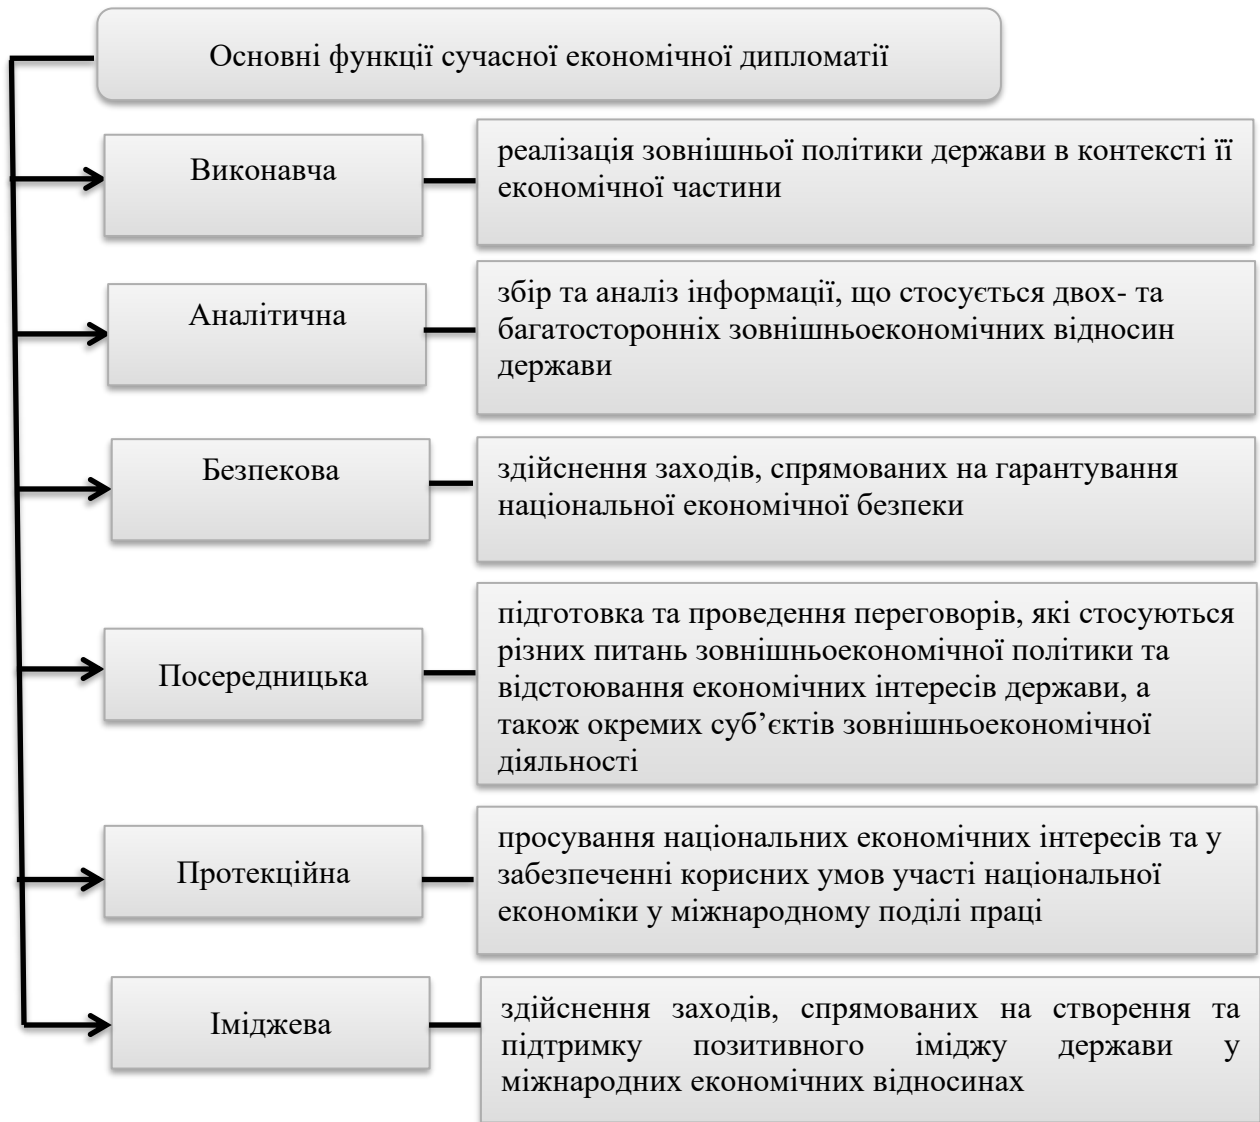 Основні функції сучасної економічної дипломатії
Виконавча
реалізація зовнішньої політики держави в контексті її
економічної частини
Аналітична
збір та аналіз інформації, що стосується двох- та
багатосторонніх зовнішньоекономічних відносин
держави
Безпекова
здійснення заходів, спрямованих на гарантування
національної економічної безпеки
Посередницька
підготовка та проведення переговорів, які стосуються
різних питань зовнішньоекономічної політики та
відстоювання економічних інтересів держави, а
також окремих суб’єктів зовнішньоекономічної
діяльності
Протекційна
просування національних економічних інтересів та у
забезпеченні корисних умов участі національної
економіки у міжнародному поділі праці
Іміджева
здійснення заходів, спрямованих на створення та
підтримку позитивного іміджу держави у
міжнародних економічних відносинах